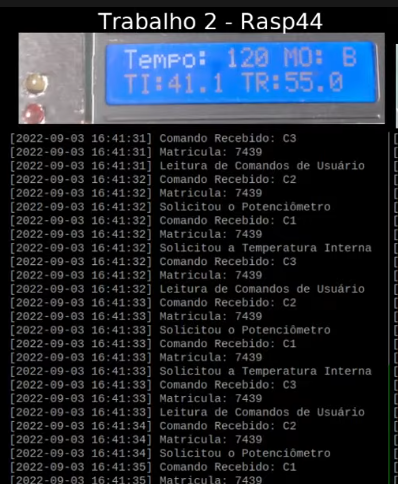 Trabalho 2 - Rasp44
Tempo: 120 MO: B
TI:41.1 TR:55.0
[2022-09-03 16:41:31] Comando Recebido: C3
[2022-09-03 16:41:31] Matricula: 7439
[2022-09-03 16:41:31] Leitura de Comandos de Usuário
[2022-09-03 16:41:32] Comando Recebido: C2
[2022-09-03 16:41:32] Matricula: 7439
[2022-09-03 16:41:32] Solicitou o Potenciômetro
[2022-09-03 16:41:32] Comando Recebido: C1
[2022-09-03 16:41:32] Matricula: 7439
[2022-09-03 16:41:32] Solicitou a Temperatura Interna
[2022-09-03 16:41:32] Comando Recebido: C3
[2022-09-03 16:41:32] Matricula: 7439
[2022-09-03 16:41:32] Leitura de Comandos de Usuário
[2022-09-03 16:41:33] Comando Recebido: C2
[2022-09-03 16:41:33] Matricula: 7439
[2022-09-03 16:41:33] Solicitou o Potenciômetro
[2022-09-03 16:41:33] Comando Recebido: C1
[2022-09-03 16:41:33] Matricula: 7439
[2022-09-03 16:41:33] Solicitou a Temperatura Interna
[2022-09-03 16:41:33] Comando Recebido: C3
[2022-09-03 16:41:33] Matricula: 7439
[2022-09-03 16:41:33] Leitura de Comandos de Usuário
[2022-09-03 16:41:34] Comando Recebido: C2
[2022-09-03 16:41:34] Matricula: 7439
[2022-09-03 16:41:34] Solicitou o Potenciômetro
[2022-09-03 16:41:35] Comando Recebido: C1
[2022-09-03 16:41:35] Matricula: 7439